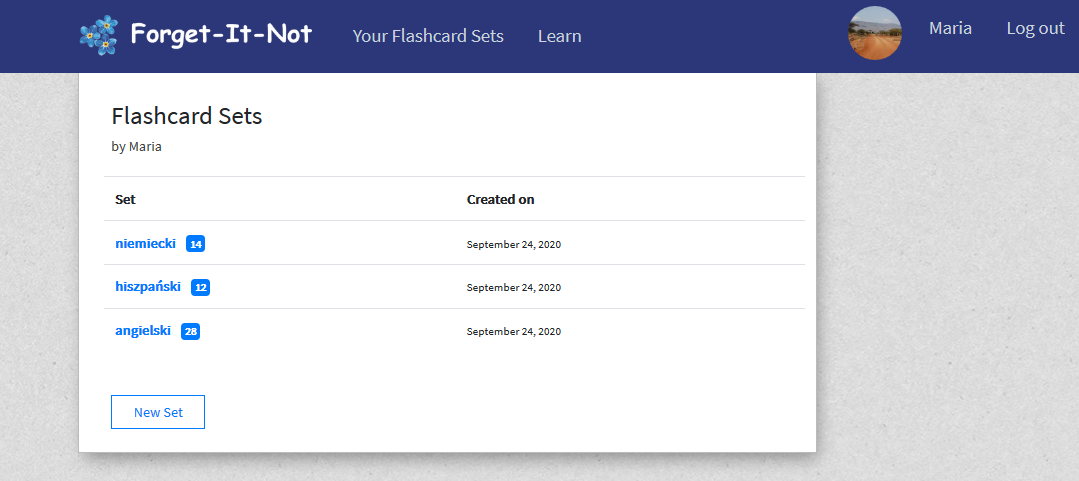 Forget-It-Not Your Flashcard Sets Learn Maria Log out
Flashcard Sets
by Maria
Set Created on
niemiecki 14 September 24, 2020
hiszpański 12 September 24, 2020
angielski 28 September 24, 2020
New Set